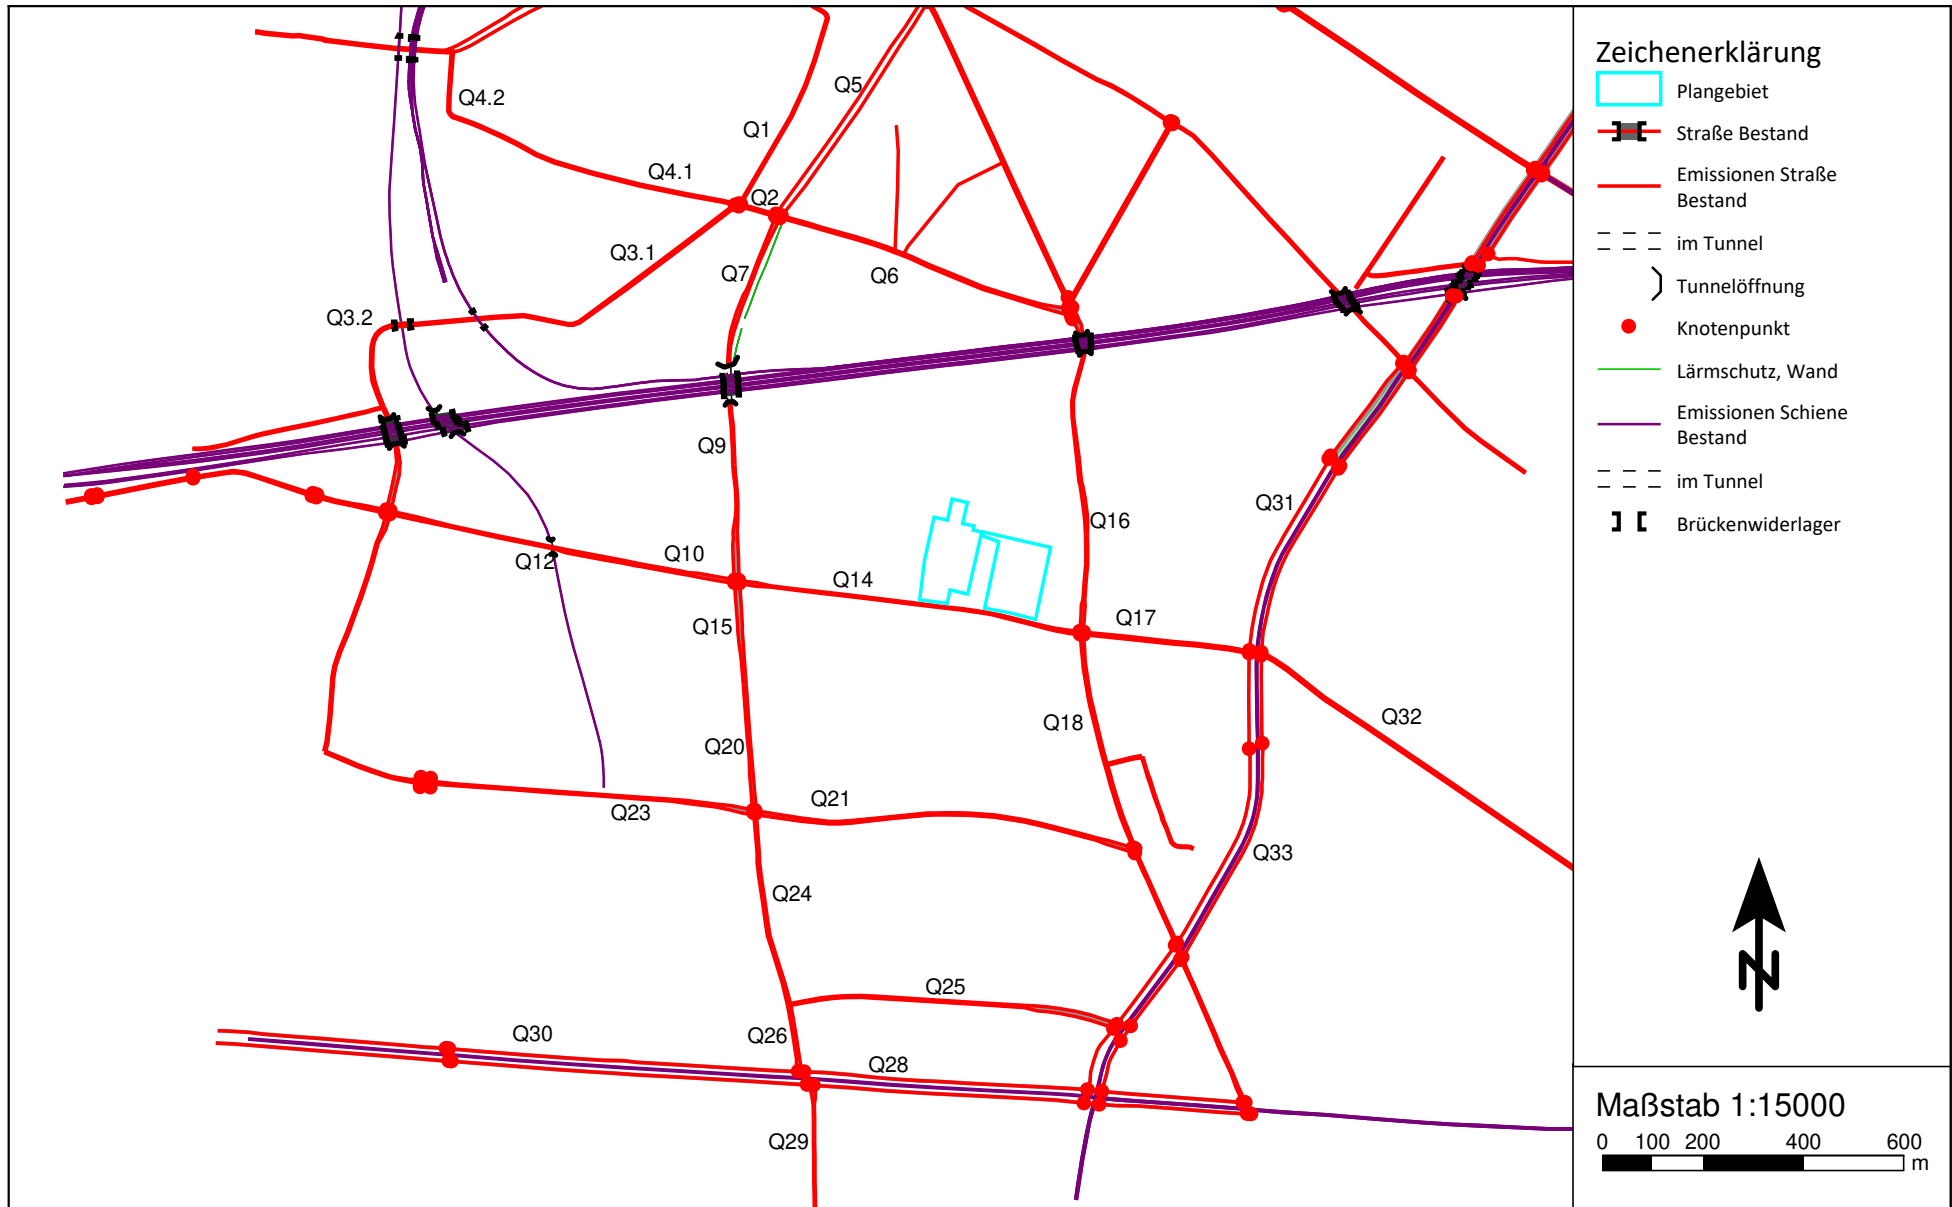 Q4.2
Q1
Q5
Q4.1
Q2
Q3.1
Q7
Q6
Q3.2
Q9
Q31
Q16
Q12
Q10
Q14
Q15
Q17
Q18
Q32
Q20
Q23
Q21
Q33
Q24
Q25
Q30
Q26
Q28
Q29
Zeichenerklärung
Plangebiet
Straße Bestand
Emissionen Straße
Bestand
im Tunnel
Tunnelöffnung
Knotenpunkt
Lärmschutz, Wand
Emissionen Schiene
Bestand
im Tunnel
Brückenwiderlager
N
Maßstab 1:15000
0 100 200 400 600
m